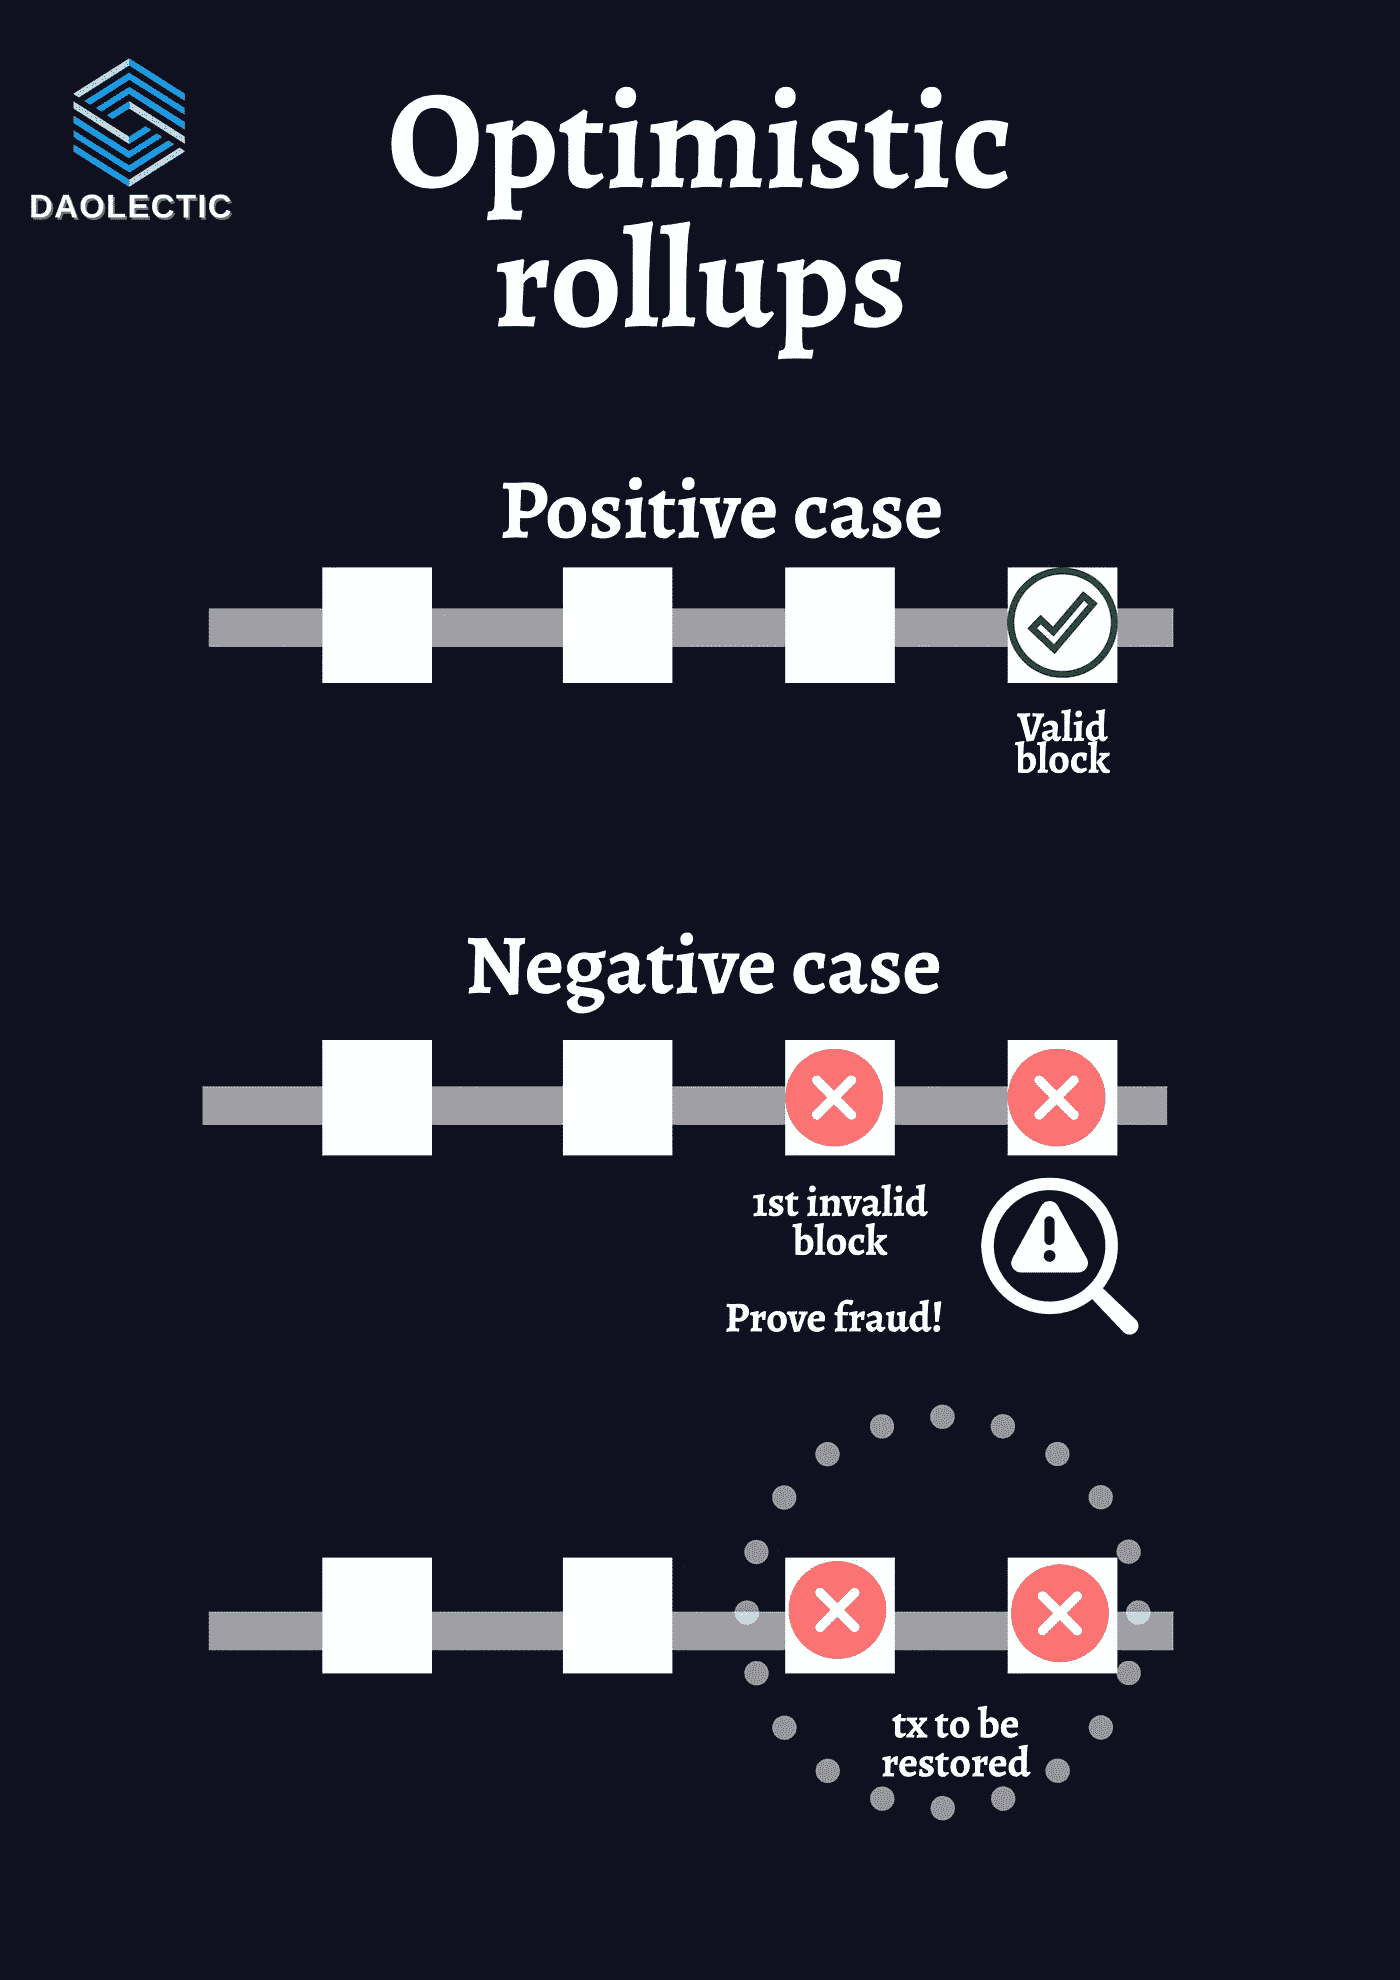 DAOLECTIC
Optimistic
rollups
Positive case
Valid
block
Negative case
1st invalid
block
Prove fraud!
tx to be
restored